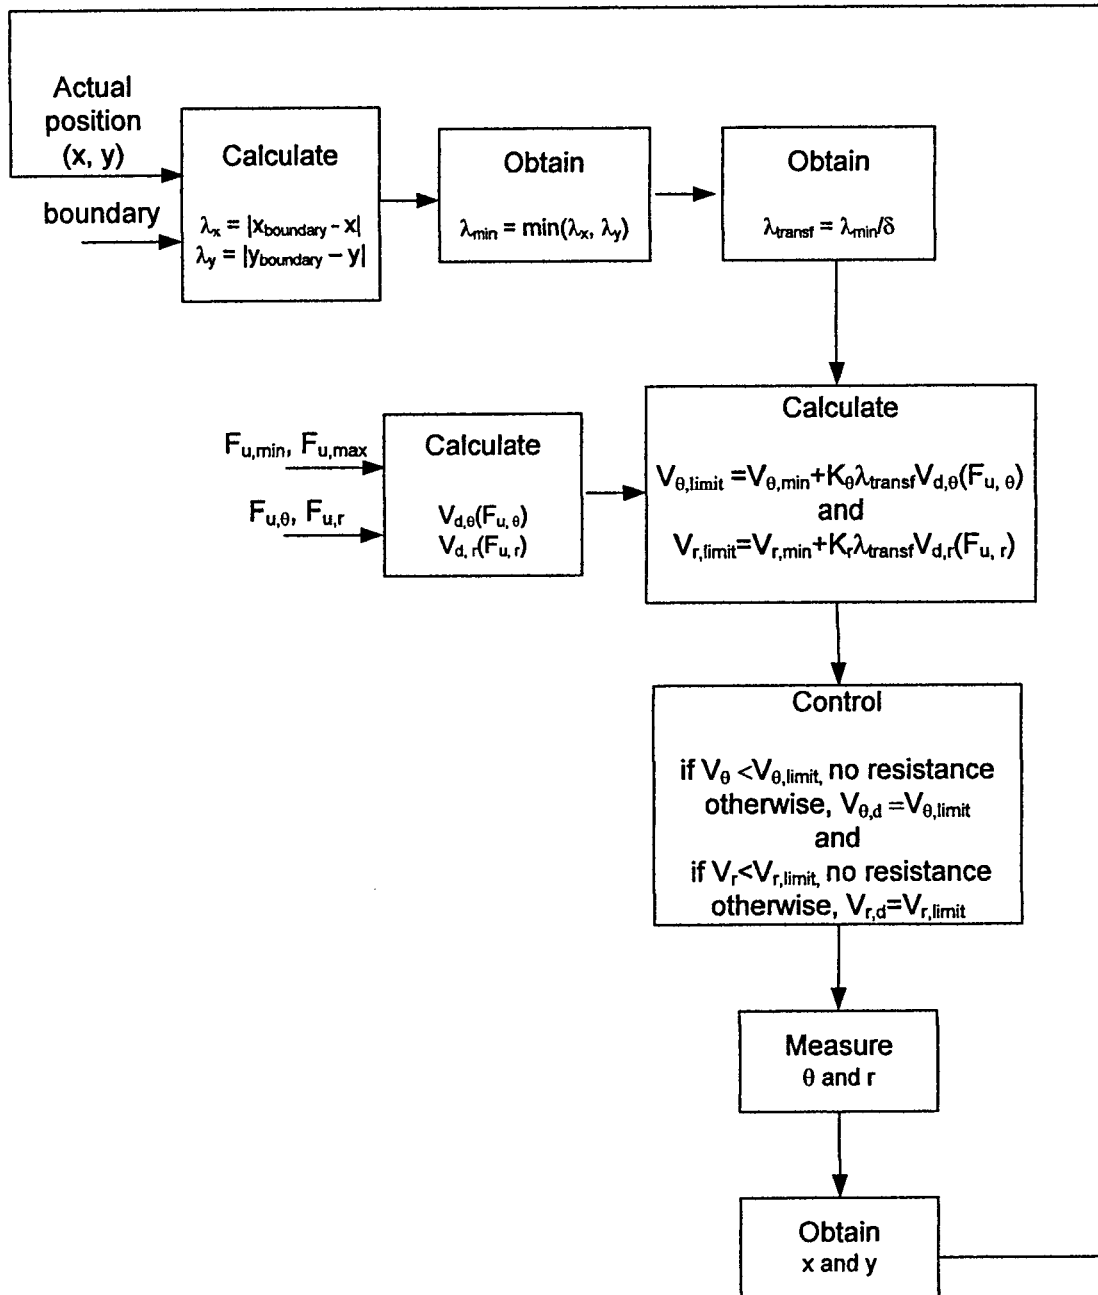 Actual
position
(x, y)
boundary
Calculate
λx = |xboundary - x|
λy = |yboundary – y|
Obtain
λmin = min(λx, λy)
Obtain
λtransf = λmin/δ
Fu,min, Fu,max
Fu,θ, Fu,r
Calculate
Vd,θ(Fu, θ)
Vd, r(Fu, r)
Calculate
Vθ,limit =Vθ,min+KθλtransfVd,θ(Fu, θ)
and
Vr,limit=Vr,min+KrλtransfVd,r(Fu, r)
Control
if Vθ <Vθ,limit, no resistance
otherwise, Vθ,d =Vθ,limit
and
if Vr<Vr,limit, no resistance
otherwise, Vr,d=Vr,limit
Measure
θ and r
Obtain
x and y